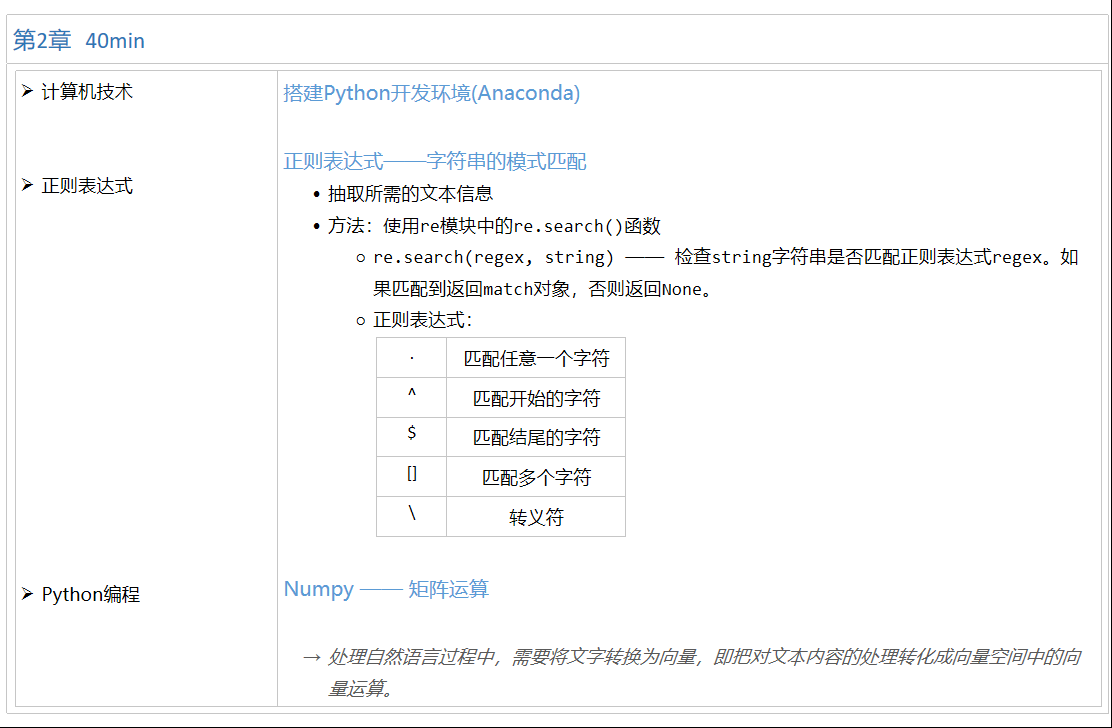 第2章 40min
➢ 计算机技术
搭建Python开发环境(Anaconda)
正则表达式——字符串的模式匹配
➢ 正则表达式
• 抽取所需的文本信息
• 方法：使用re模块中的re.search()函数
○ re.search(regex, string) —— 检查string字符串是否匹配正则表达式regex。如
果匹配到返回match对象，否则返回None。
○ 正则表达式：
. 匹配任意一个字符
^ 匹配开始的字符
$ 匹配结尾的字符
[] 匹配多个字符
\ 转义符
➢ Python编程
Numpy —— 矩阵运算
→ 处理自然语言过程中，需要将文字转换为向量，即把对文本内容的处理转化成向量空间中的向
量运算。